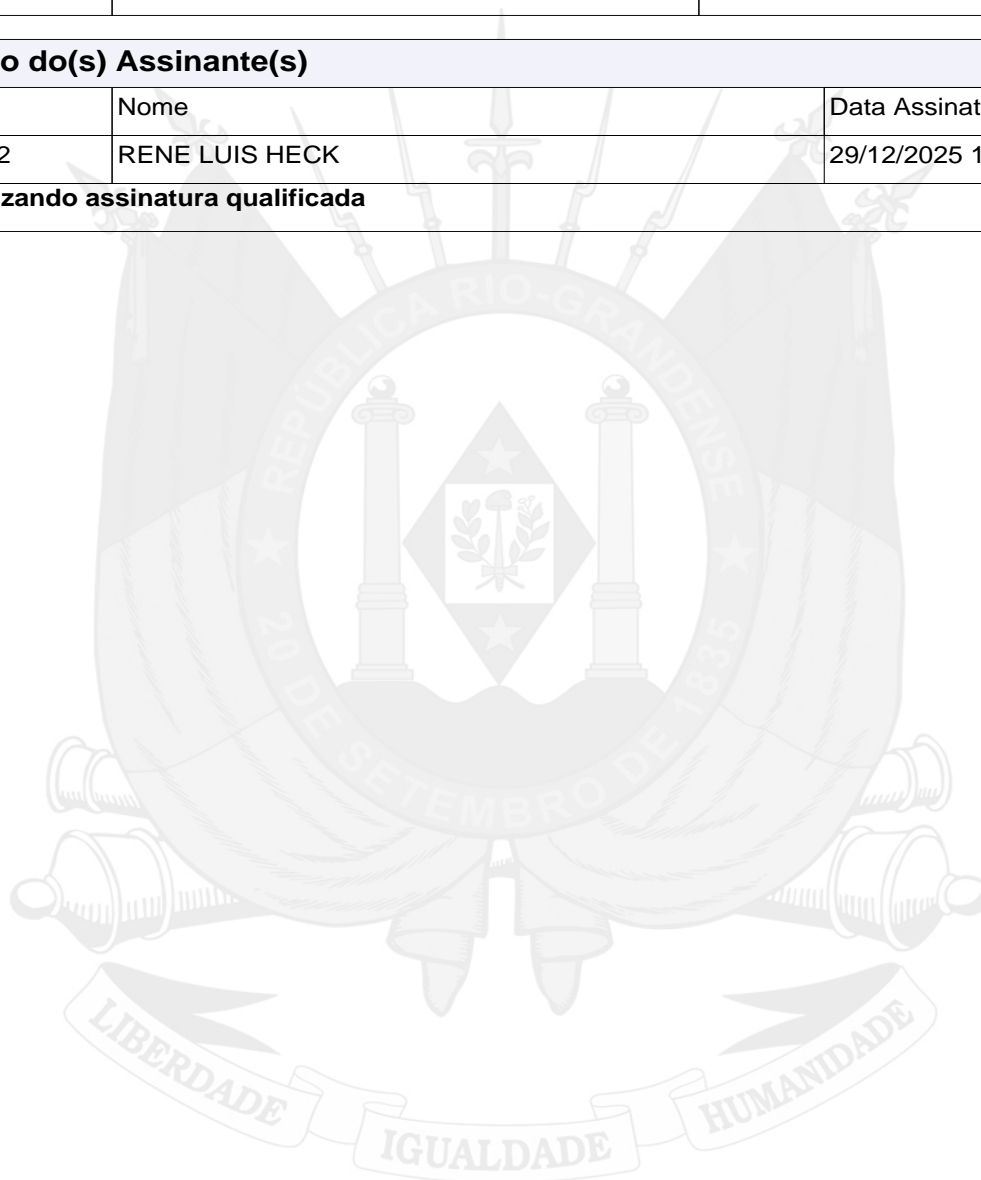 o do(s) Assinante(s)
Nome Data Assinat
2 RENE LUIS HECK 29/12/2025 1
zando assinatura qualificada
REPÚBLICA RIO-GRANDENSE
20 DE SETEMBRO DE 1835
LIBERDADE IGUALDADE HUMANIDADE